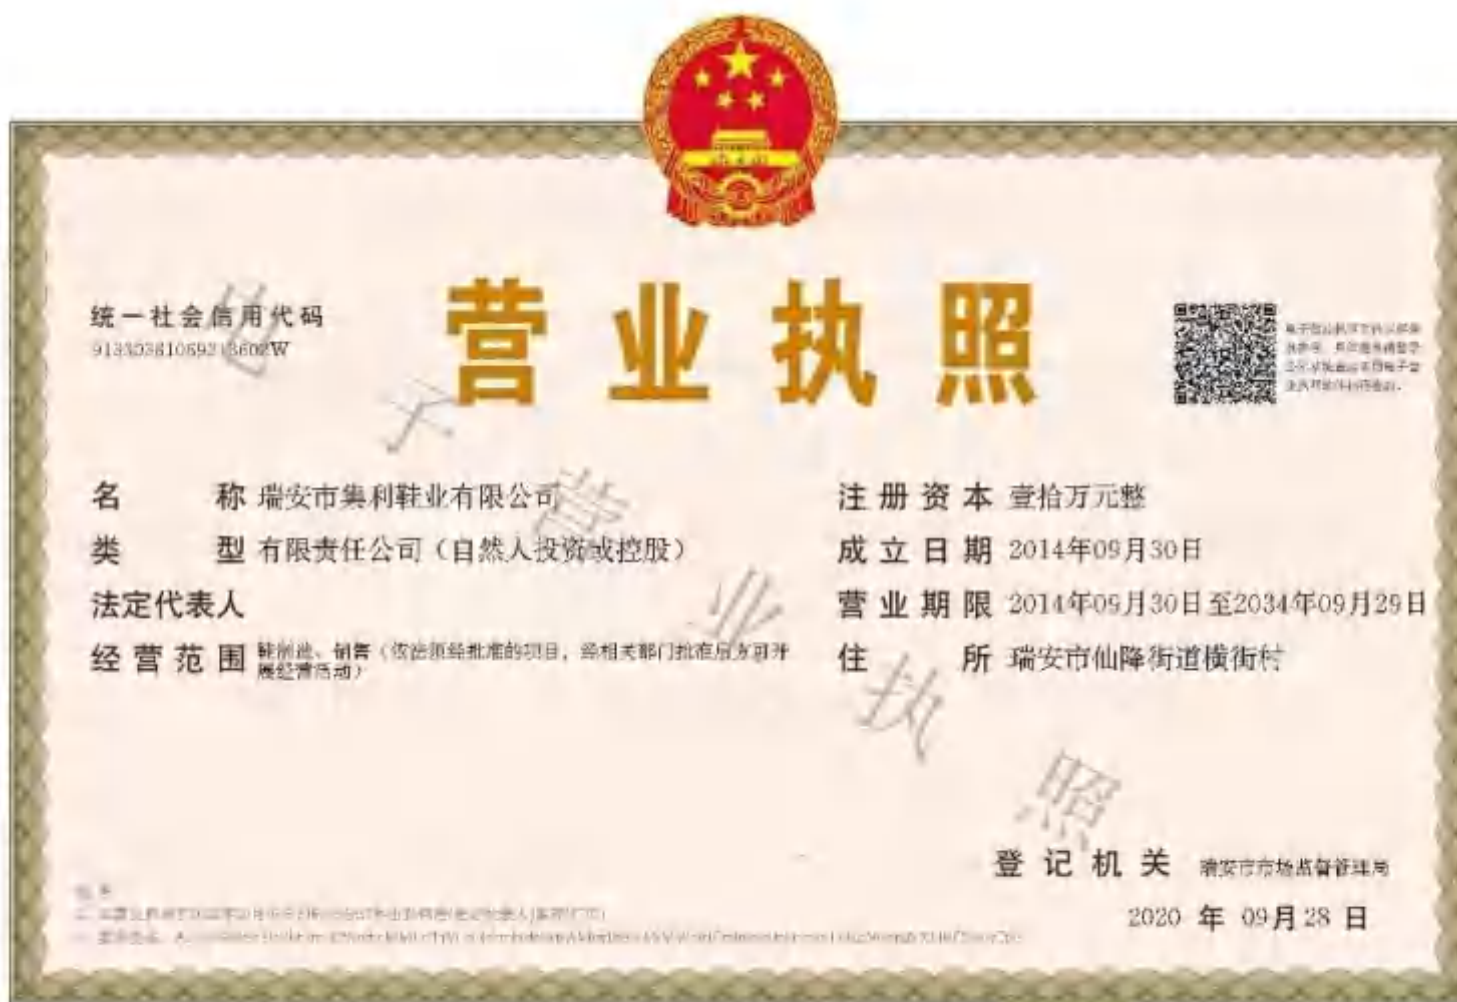 营业执照
统一社会信用代码
名称 瑞安市集利鞋业有限公司
类型 有限责任公司（自然人投资或控股）
法定代表人
经营范围 鞋制造、销售（依法须经批准的项目，经相关部门批准后方可开
展经营活动）
注册资本 壹拾万元整
成立日期 2014年09月30日
营业期限 2014年09月30日至2034年09月29日
住所 瑞安市仙降街道横街村
登记机关 瑞安市市场监督管理局
2020 年 09月28 日
电子营业执照